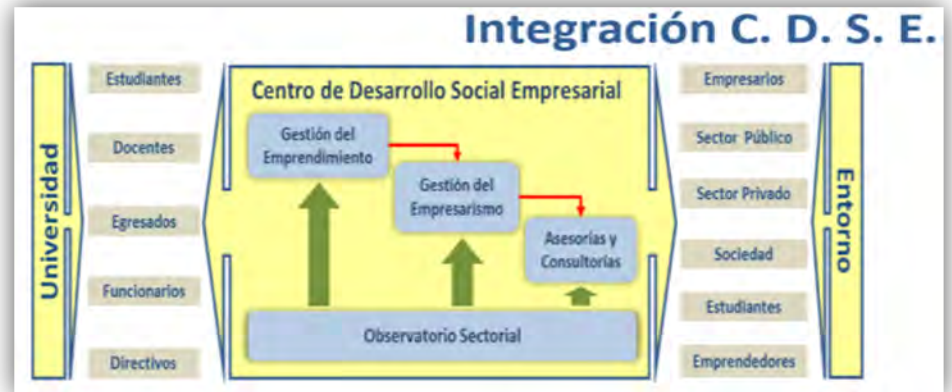 Integración C. D. S. E.
Universidad
Estudiantes
Docentes
Egresados
Funcionarios
Directivos
Centro de Desarrollo Social Empresarial
Gestión del
Emprendimiento
Gestión del
Empresarismo
Asesorías y
Consultorías
Observatorio Sectorial
Empresarios
Sector Público
Sector Privado
Sociedad
Estudiantes
Emprendedores
Entorno